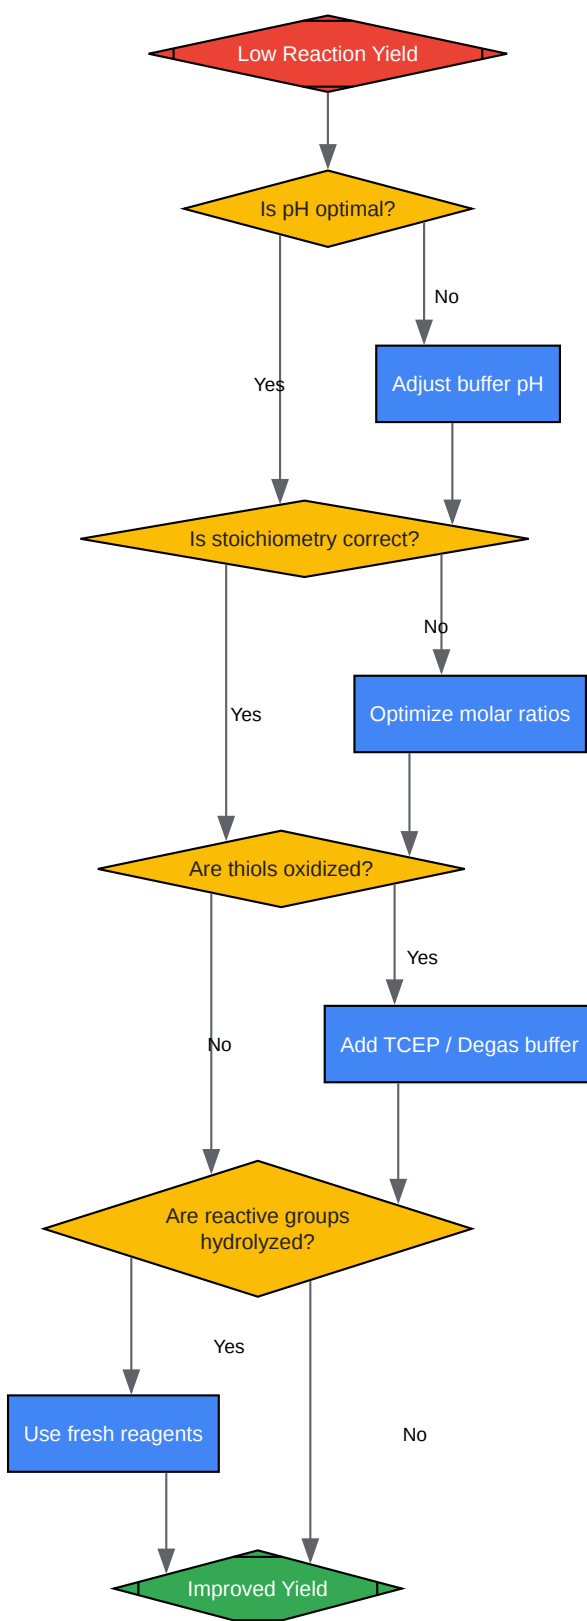 Low Reaction Yield
Is pH optimal?
No
Yes
Adjust buffer pH
Is stoichiometry correct?
No
Yes
Optimize molar ratios
Are thiols oxidized?
Yes
No
Add TCEP / Degas buffer
Are reactive groups
hydrolyzed?
Yes
No
Use fresh reagents
Improved Yield